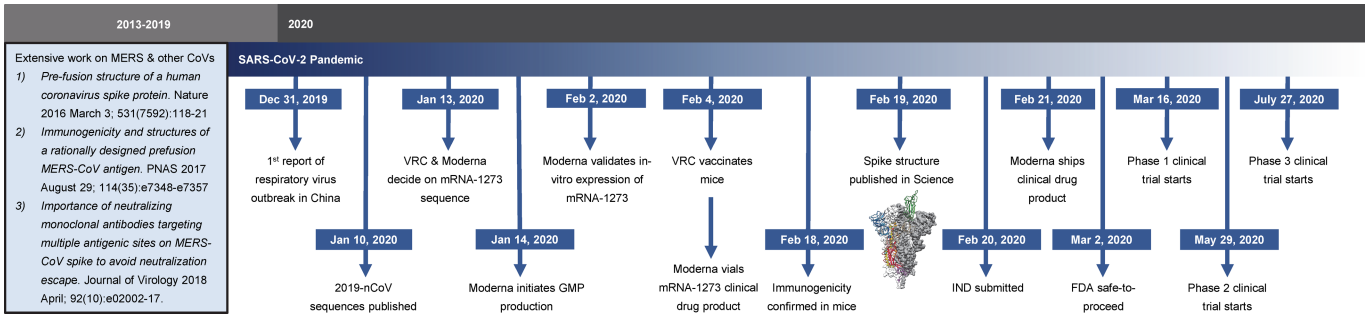 2013-2019
2020
Extensive work on MERS & other CoVs
1) Pre-fusion structure of a human
coronavirus spike protein. Nature
2016 March 3; 531(7592):118-21
2) Immunogenicity and structures of
a rationally designed prefusion
MERS-CoV antigen. PNAS 2017
August 29; 114(35):e7348-e7357
3) Importance of neutralizing
monoclonal antibodies targeting
multiple antigenic sites on MERS-
CoV spike to avoid neutralization
escape. Journal of Virology 2018
April; 92(10):e02002-17.
SARS-CoV-2 Pandemic
Dec 31, 2019
1st report of
respiratory virus
outbreak in China
Jan 10, 2020
2019-nCoV
sequences published
Jan 13, 2020
VRC & Moderna
decide on mRNA-1273
sequence
Jan 14, 2020
Moderna initiates GMP
production
Feb 2, 2020
Moderna validates in-
vitro expression of
mRNA-1273
Feb 4, 2020
VRC vaccinates
mice
Moderna vials
mRNA-1273 clinical
drug product
Feb 18, 2020
Immunogenicity
confirmed in mice
Feb 19, 2020
Spike structure
published in Science
Feb 20, 2020
IND submitted
Feb 21, 2020
Moderna ships
clinical drug
product
Mar 2, 2020
FDA safe-to-
proceed
Mar 16, 2020
Phase 1 clinical
trial starts
May 29, 2020
Phase 2 clinical
trial starts
July 27, 2020
Phase 3 clinical
trial starts